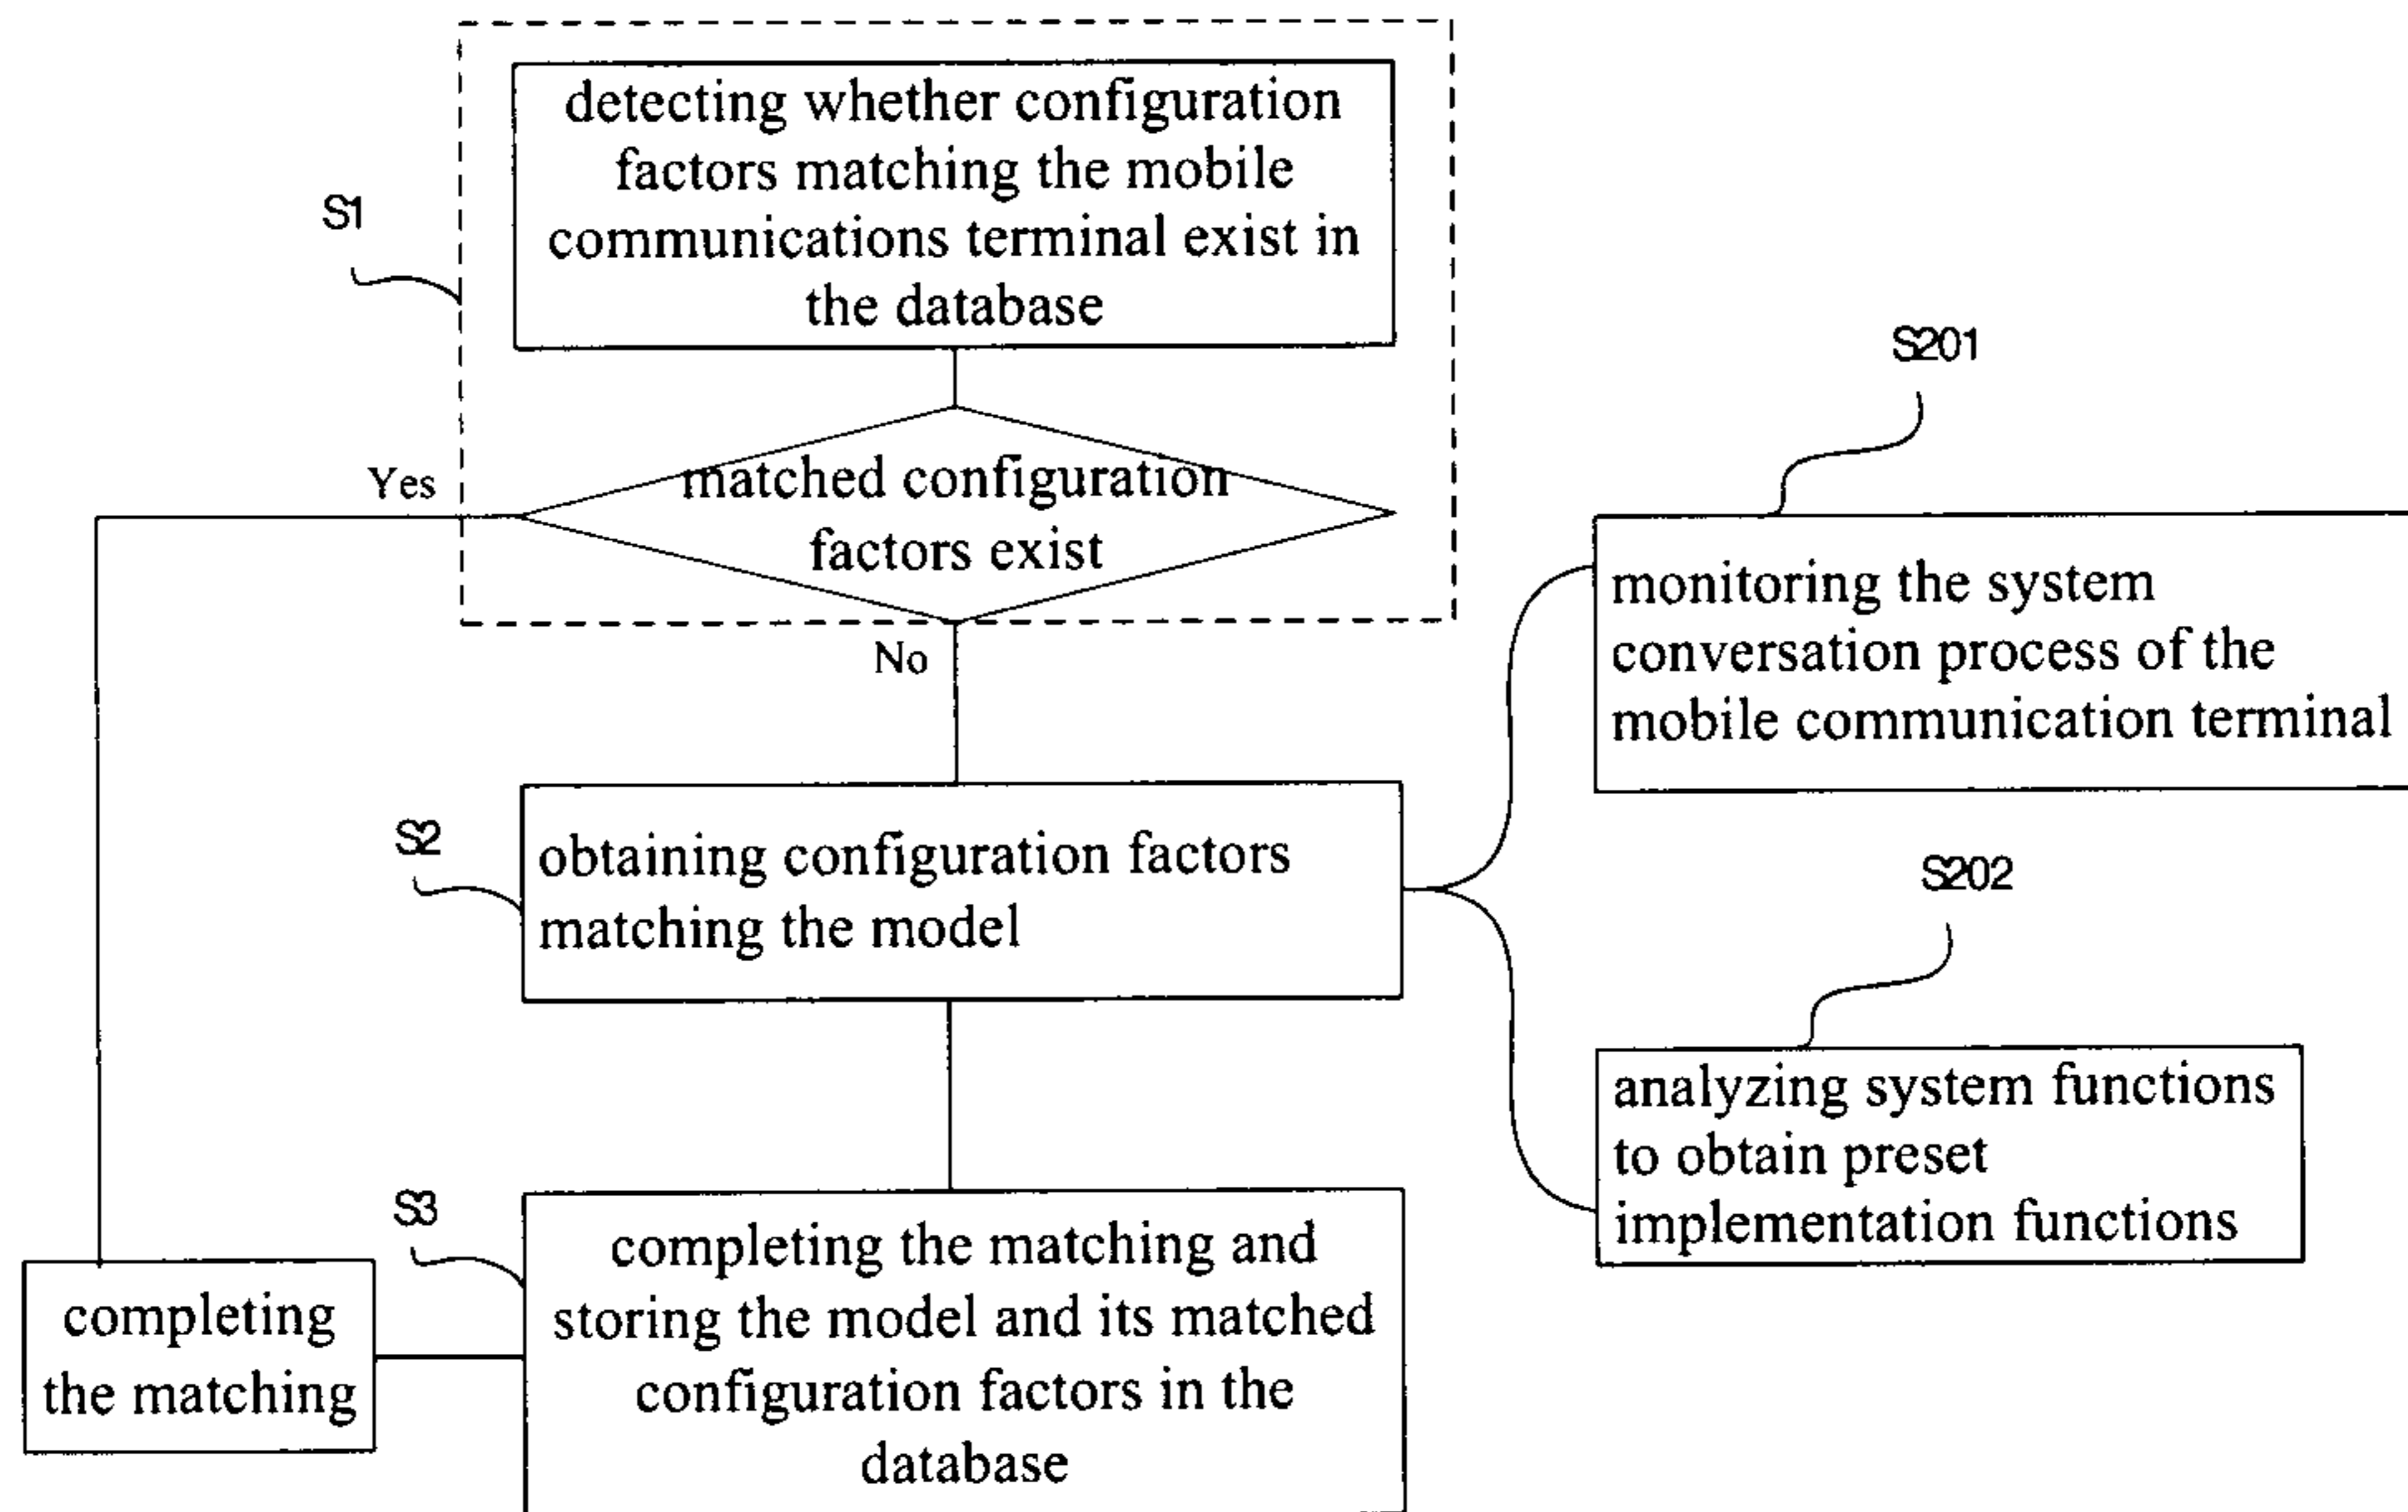 detecting whether configuration
factors matching the mobile
communications terminal exist in
the database
S1
Yes
matched configuration
factors exist
No
S201
monitoring the system
conversation process of the
mobile communication terminal
S2
obtaining configuration factors
matching the model
S202
analyzing system functions
to obtain preset
implementation functions
S3
completing the matching and
storing the model and its matched
configuration factors in the
database
completing
the matching